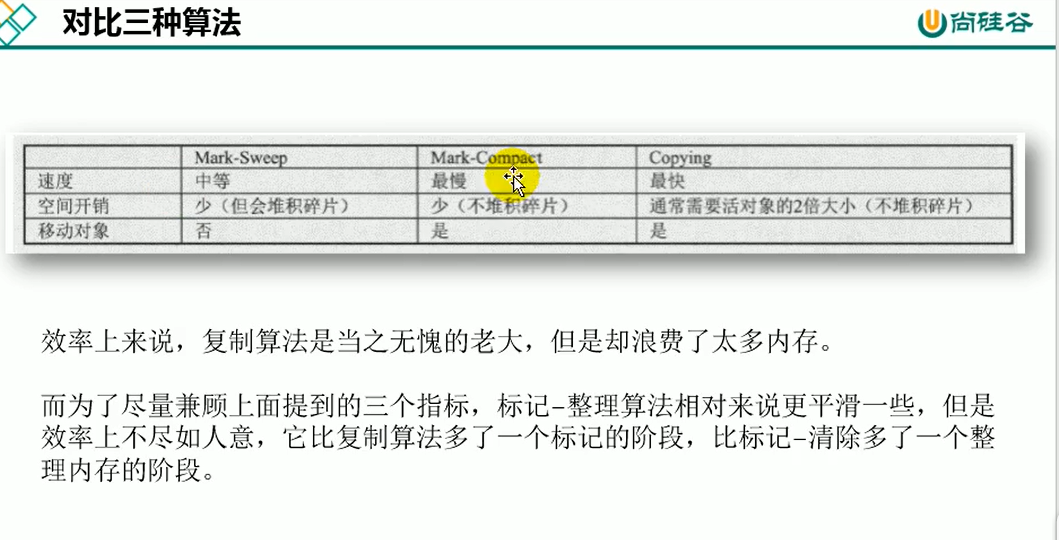 对比三种算法
尚硅谷
Mark-Sweep Mark-Compact Copying
速度 中等 最慢 最快
空间开销 少（但会堆积碎片） 少（不堆积碎片） 通常需要活对象的2倍大小（不堆积碎片）
移动对象 否 是 是
效率上来说，复制算法是当之无愧的老大，但是却浪费了太多内存。
而为了尽量兼顾上面提到的三个指标，标记-整理算法相对来说更平滑一些，但是
效率上不尽如人意，它比复制算法多了一个标记的阶段，比标记-清除多了一个整
理内存的阶段。